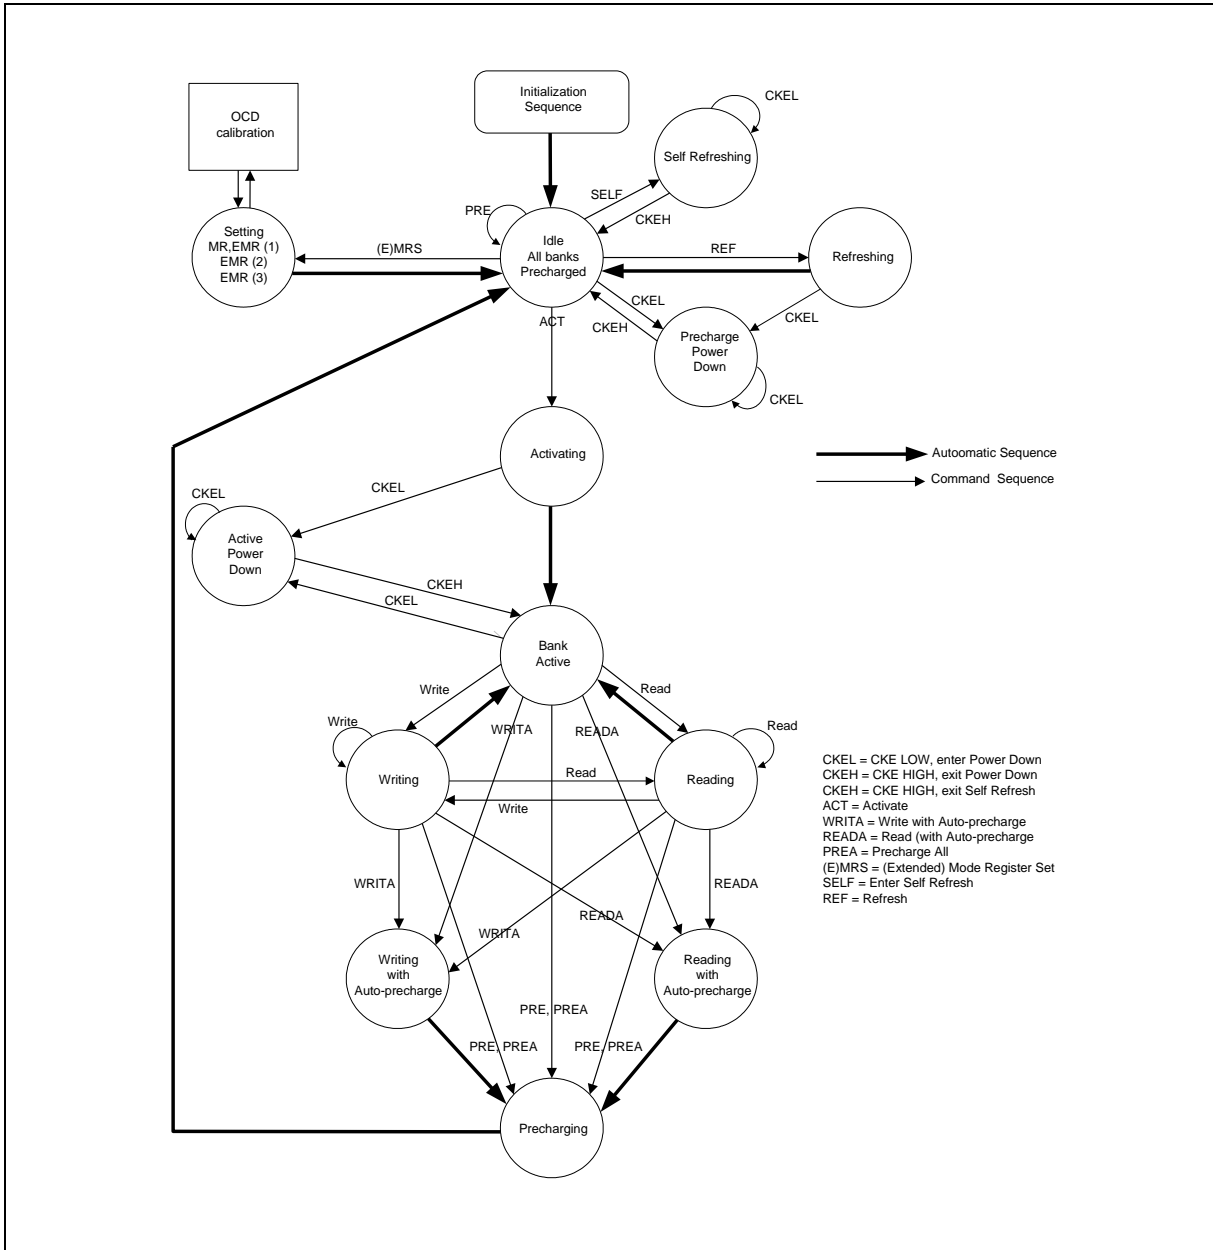 Initialization
Sequence
OCD
calibration
CKEL
Self Refreshing
SELF
CKEH
PRE
Setting
MR,EMR (1)
EMR (2)
EMR (3)
(E)MRS
Idle
All banks
Precharged
REF
Refreshing
CKEL
CKEH
CKEL
ACT
Precharge
Power
Down
CKEL
Activating
Autoomatic Sequence
Command Sequence
CKEL
CKEL
Active
Power
Down
CKEH
CKEL
Bank
Active
Write
Read
Write
WRITA
READA
Read
Writing
Read
Reading
Write
CKEL = CKE LOW, enter Power Down
CKEH = CKE HIGH, exit Power Down
CKEH = CKE HIGH, exit Self Refresh
ACT = Activate
WRITA = Write with Auto-precharge
READA = Read (with Auto-precharge
PREA = Precharge All
(E)MRS = (Extended) Mode Register Set
SELF = Enter Self Refresh
REF = Refresh
WRITA
READA
READA
WRITA
Writing
with
Auto-precharge
Reading
with
Auto-precharge
PRE, PREA
PRE, PREA
PRE, PREA
Precharging